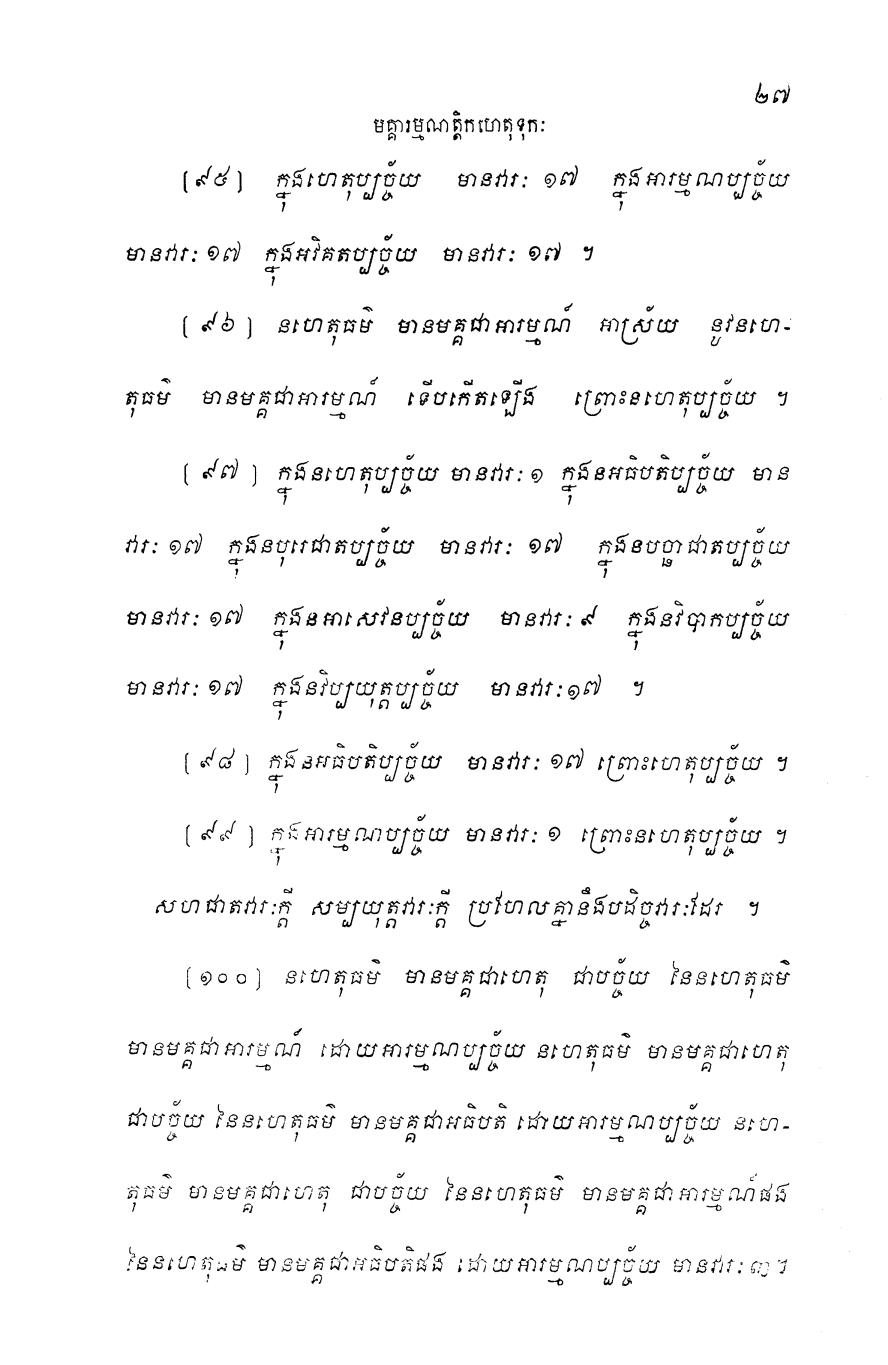 ២៧
មគ្គារម្មណត្តិកហេតុទុកៈ
[៩៥] ក្នុងហេតុប្បច្ច័យ មានវារៈ ១៧ ក្នុងអារម្មណប្បច្ច័យ
មានវារៈ ១៧ ក្នុងអវិគតប្បច្ច័យ មានវារៈ ១៧ ។
[៩៦] នហេតុធម៌ មានមគ្គជាអារម្មណ៍ អាស្រ័យ នូវនហេ-
តុធម៌ មានមគ្គជាអារម្មណ៍ ទើបកើតឡើង ព្រោះនហេតុប្បច្ច័យ ។
[៩៧] ក្នុងនហេតុប្បច្ច័យ មានវារៈ ១ ក្នុងនអធិបតិប្បច្ច័យ មាន
វារៈ ១៧ ក្នុងនបុរេជាតប្បច្ច័យ មានវារៈ ១៧ ក្នុងនបច្ឆាជាតប្បច្ច័យ
មានវារៈ ១៧ ក្នុងនអាសេវនប្បច្ច័យ មានវារៈ ៩ ក្នុងនវិបាកប្បច្ច័យ
មានវារៈ ១៧ ក្នុងនវិប្បយុត្តប្បច្ច័យ មានវារៈ ១៧ ។
[៩៨] ក្នុងនអធិបតិប្បច្ច័យ មានវារៈ ១៧ ព្រោះហេតុប្បច្ច័យ ។
[៩៩] ក្នុងអារម្មណប្បច្ច័យ មានវារៈ ១ ព្រោះនហេតុប្បច្ច័យ ។
សហជាតវារៈក្តី សម្បយុត្តវារៈក្តី ប្រហែលគ្នានឹងបដិច្ចវារៈដែរ ។
[១០០] នហេតុធម៌ មានមគ្គជាហេតុ ជាបច្ច័យ នៃនហេតុធម៌
មានមគ្គជាអារម្មណ៍ ដោយអារម្មណប្បច្ច័យ នហេតុធម៌ មានមគ្គជាហេតុ
ជាបច្ច័យ នៃនហេតុធម៌ មានមគ្គជាអធិបតិ ដោយអារម្មណប្បច្ច័យ នហេ-
តុធម៌ មានមគ្គជាហេតុ ជាបច្ច័យ នៃនហេតុធម៌ មានមគ្គជាអារម្មណ៍ផង
នៃនហេតុធម៌ មានមគ្គជាអធិបតិផង ដោយអារម្មណប្បច្ច័យ មានវារៈ ៣ ។